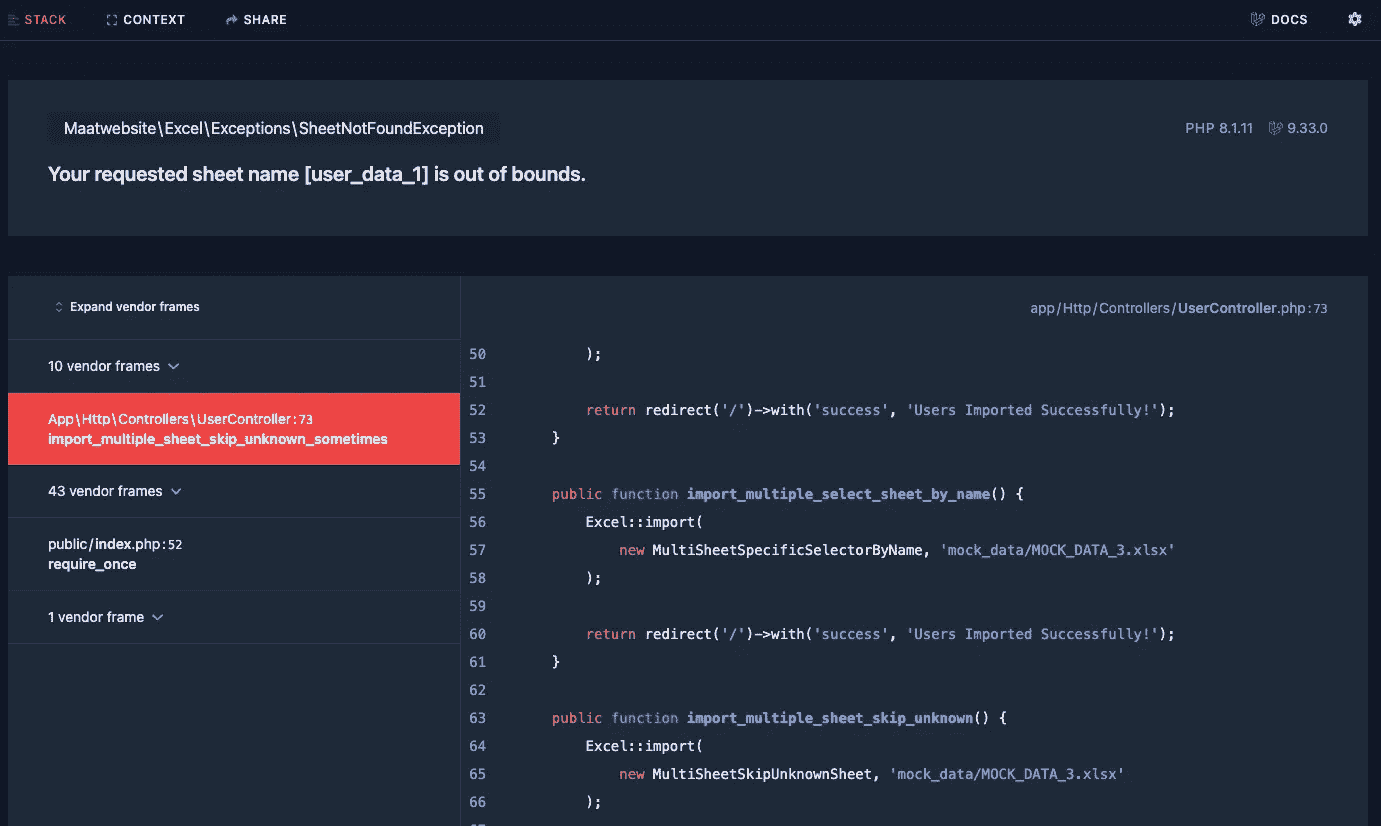 STACK CONTEXT SHARE DOCS
Maatwebsite\Excel\Exceptions\SheetNotFoundException PHP 8.1.11 9.33.0
Your requested sheet name [user_data_1] is out of bounds.
Expand vendor frames
10 vendor frames
App\Http\Controllers\UserController:73
import_multiple_sheet_skip_unknown_sometimes
43 vendor frames
public/index.php:52
require_once
1 vendor frame
app/Http/Controllers/UserController.php:73
50 );
51
52 return redirect('/')->with('success', 'Users Imported Successfully!');
53 }
54
55 public function import_multiple_select_sheet_by_name() {
56 Excel::import(
57 new MultiSheetSpecificSelectorByName, 'mock_data/MOCK_DATA_3.xlsx'
58 );
59
60 return redirect('/')->with('success', 'Users Imported Successfully!');
61 }
62
63 public function import_multiple_sheet_skip_unknown() {
64 Excel::import(
65 new MultiSheetSkipUnknownSheet, 'mock_data/MOCK_DATA_3.xlsx'
66 );